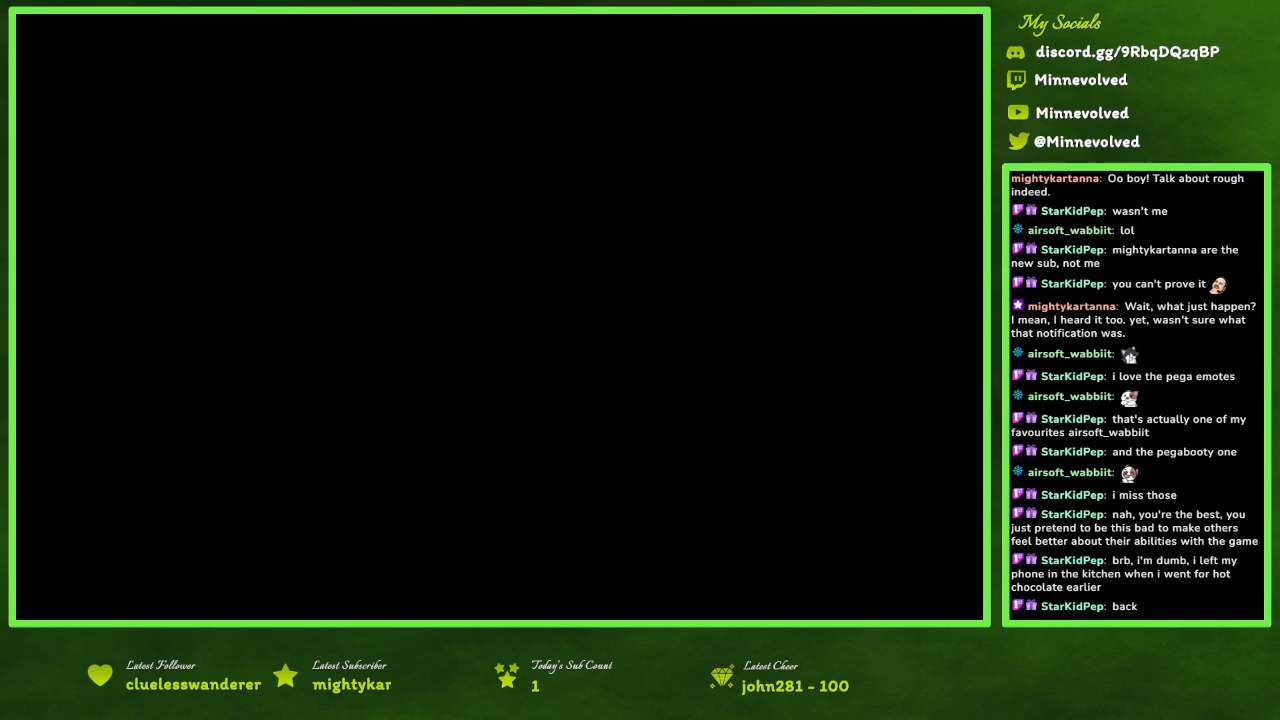 My Socials
discord.gg/9RbqDQzqBP
Minnevolved
Minnevolved
@Minnevolved
mightykartanna: Oo boy! Talk about rough
indeed.
StarKidPep: wasn't me
airsoft_wabbiit: lol
StarKidPep: mightykartanna are the
new sub, not me
StarKidPep: you can't prove it
mightykartanna: Wait, what just happen?
I mean, I heard it too. yet, wasn't sure what
that notification was.
airsoft_wabbiit:
StarKidPep: i love the pega emotes
airsoft_wabbiit:
StarKidPep: that's actually one of my
favourites airsoft_wabbiit
StarKidPep: and the pegabooty one
airsoft_wabbiit:
StarKidPep: i miss those
StarKidPep: nah, you're the best, you
just pretend to be this bad to make others
feel better about their abilities with the game
StarKidPep: brb, i'm dumb, i left my
phone in the kitchen when i went for hot
chocolate earlier
StarKidPep: back
Latest Follower
cluelesswanderer
Latest Subscriber
mightykar
Today's Sub Count
1
Latest Cheer
john281 - 100